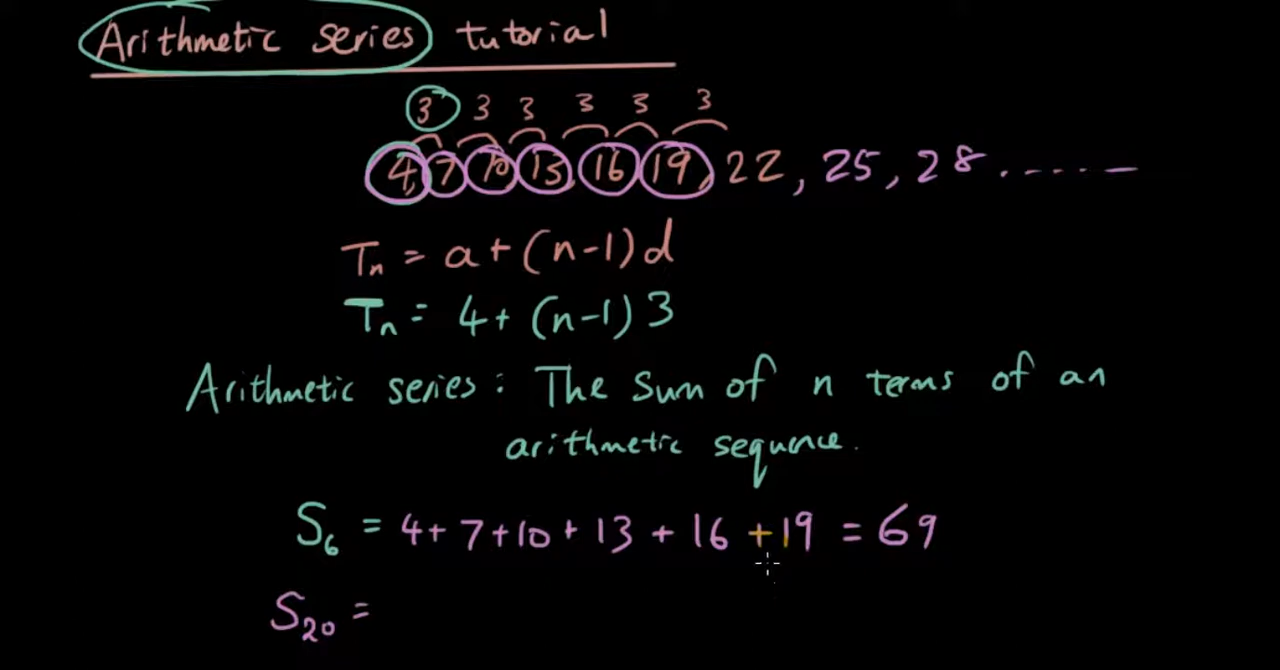 Arithmetic series tutorial
3 3 3 3 3 3
4, 7, 10, 13, 16, 19, 22, 25, 28 .......
Tn = a + (n-1) d
Tn = 4 + (n-1) 3
Arithmetic series : The sum of n terms of an
arithmetic sequence.
S6 = 4 + 7 + 10 + 13 + 16 + 19 = 69
S20 =